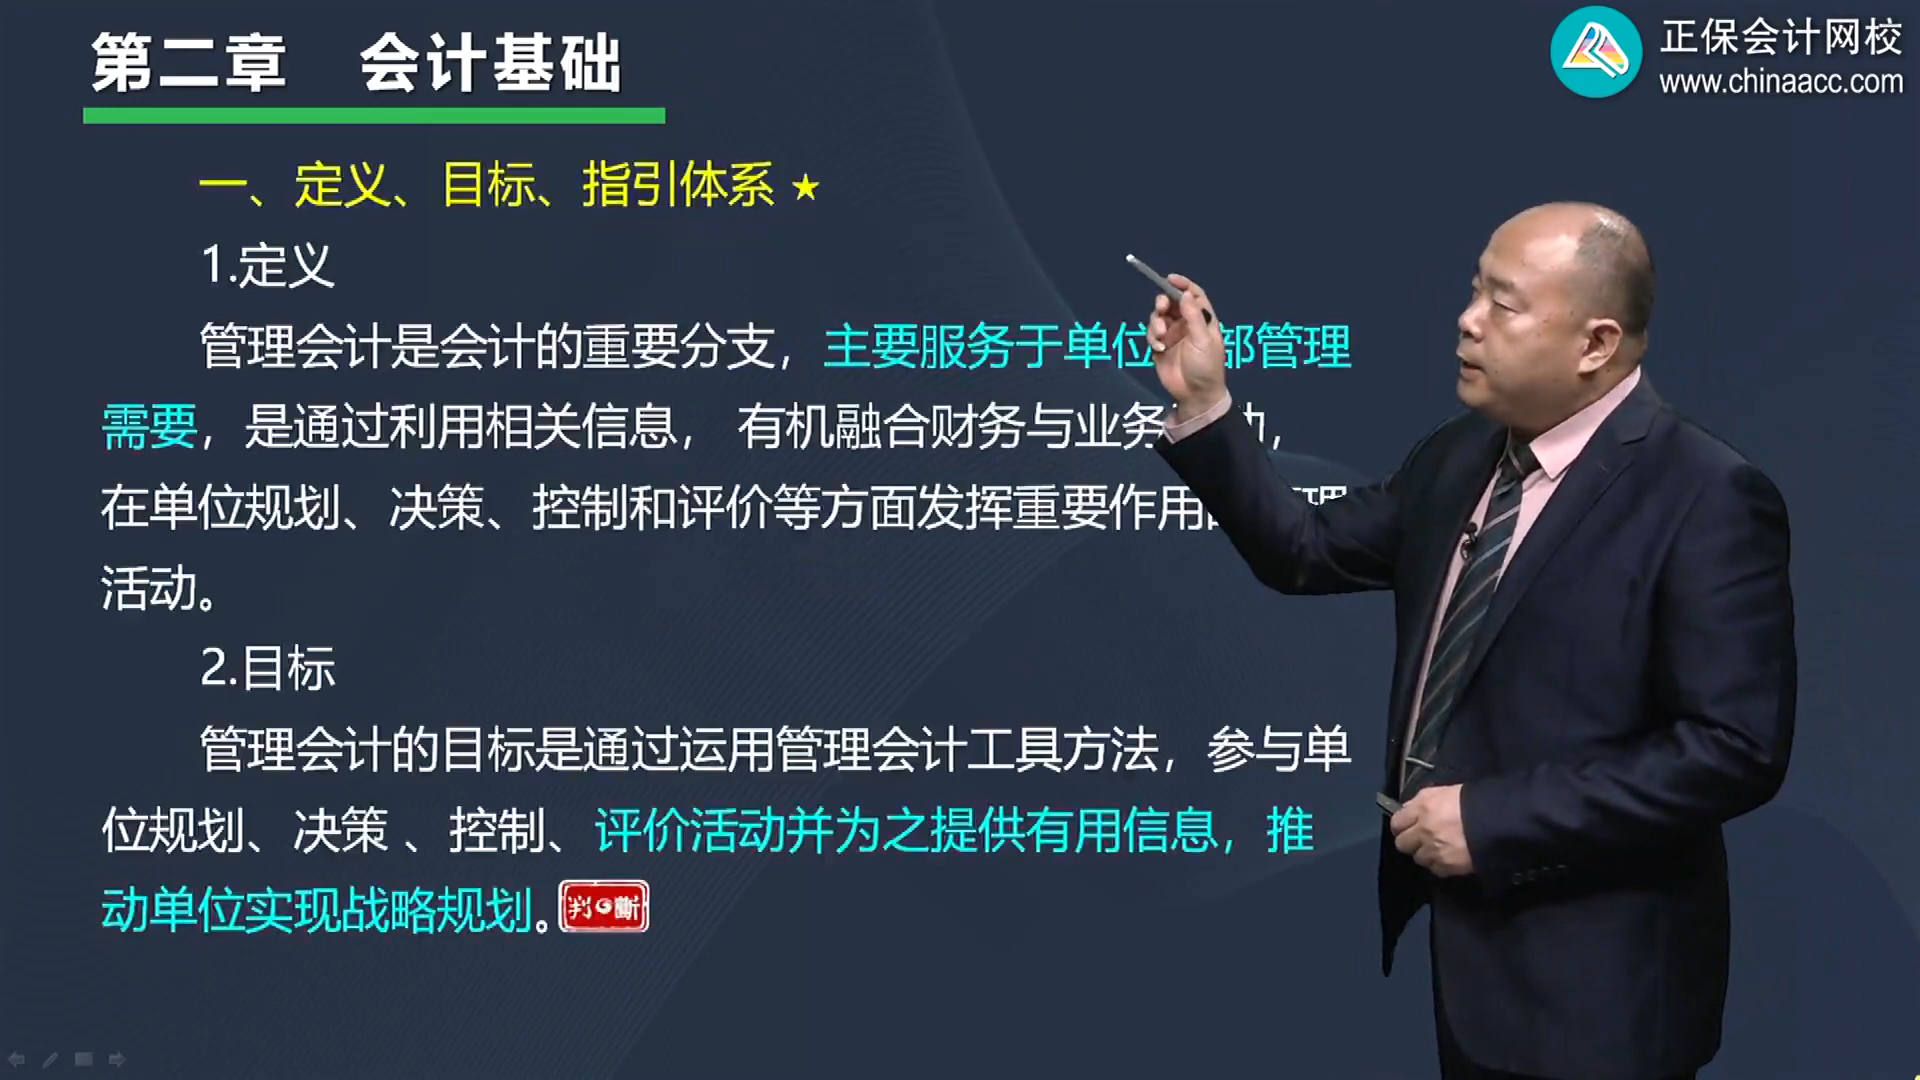 第二章 会计基础
正保会计网校
www.chinaacc.com
一、定义、目标、指引体系 ★
1.定义
管理会计是会计的重要分支，主要服务于单位 部管理
需要，是通过利用相关信息， 有机融合财务与业务
在单位规划、决策、控制和评价等方面发挥重要作用
活动。
2.目标
管理会计的目标是通过运用管理会计工具方法，参与单
位规划、决策 、控制、评价活动并为之提供有用信息，推
动单位实现战略规划。判断